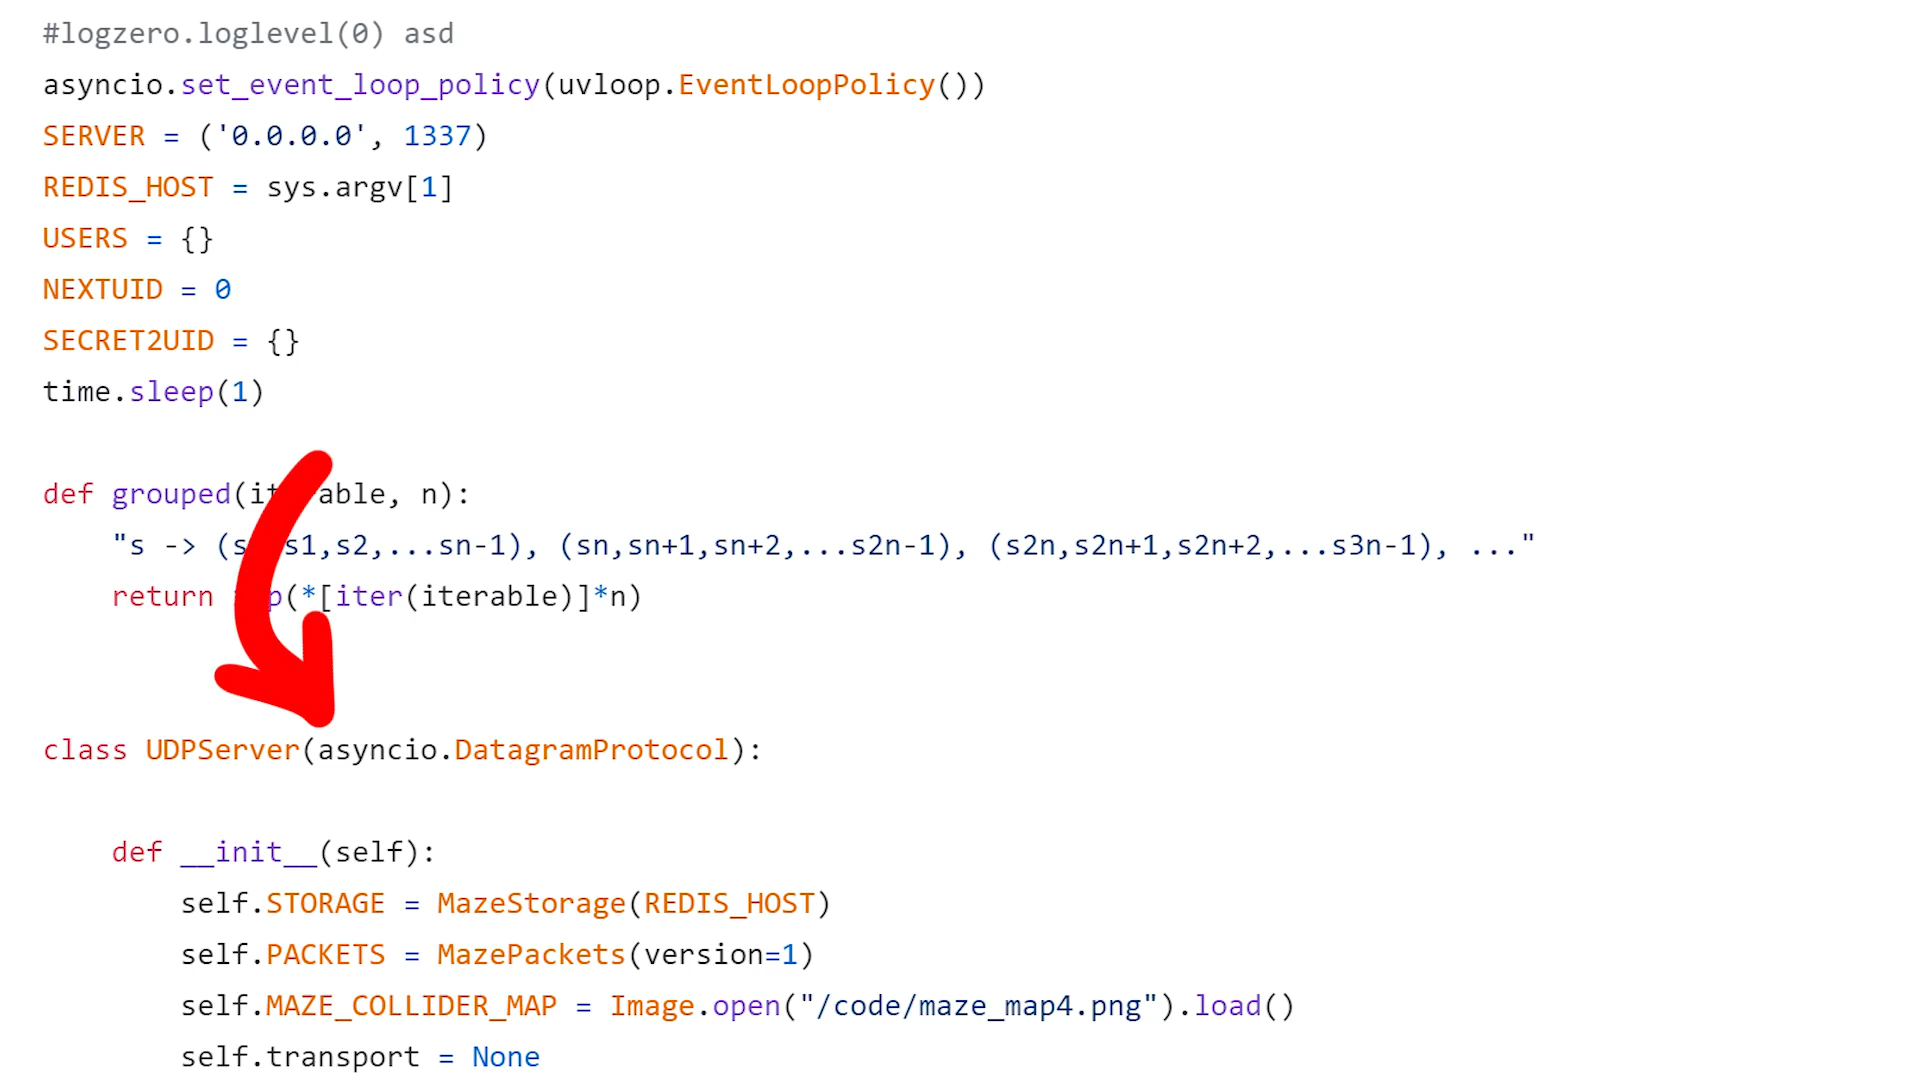 #logzero.loglevel(0) asd
asyncio.set_event_loop_policy(uvloop.EventLoopPolicy())
SERVER = ('0.0.0.0', 1337)
REDIS_HOST = sys.argv[1]
USERS = {}
NEXTUID = 0
SECRET2UID = {}
time.sleep(1)
def grouped(iterable, n):
"s -> (s s1,s2,...sn-1), (sn,sn+1,sn+2,...s2n-1), (s2n,s2n+1,s2n+2,...s3n-1), ..."
return zip(*[iter(iterable)]*n)
class UDPServer(asyncio.DatagramProtocol):
def __init__(self):
self.STORAGE = MazeStorage(REDIS_HOST)
self.PACKETS = MazePackets(version=1)
self.MAZE_COLLIDER_MAP = Image.open("/code/maze_map4.png").load()
self.transport = None